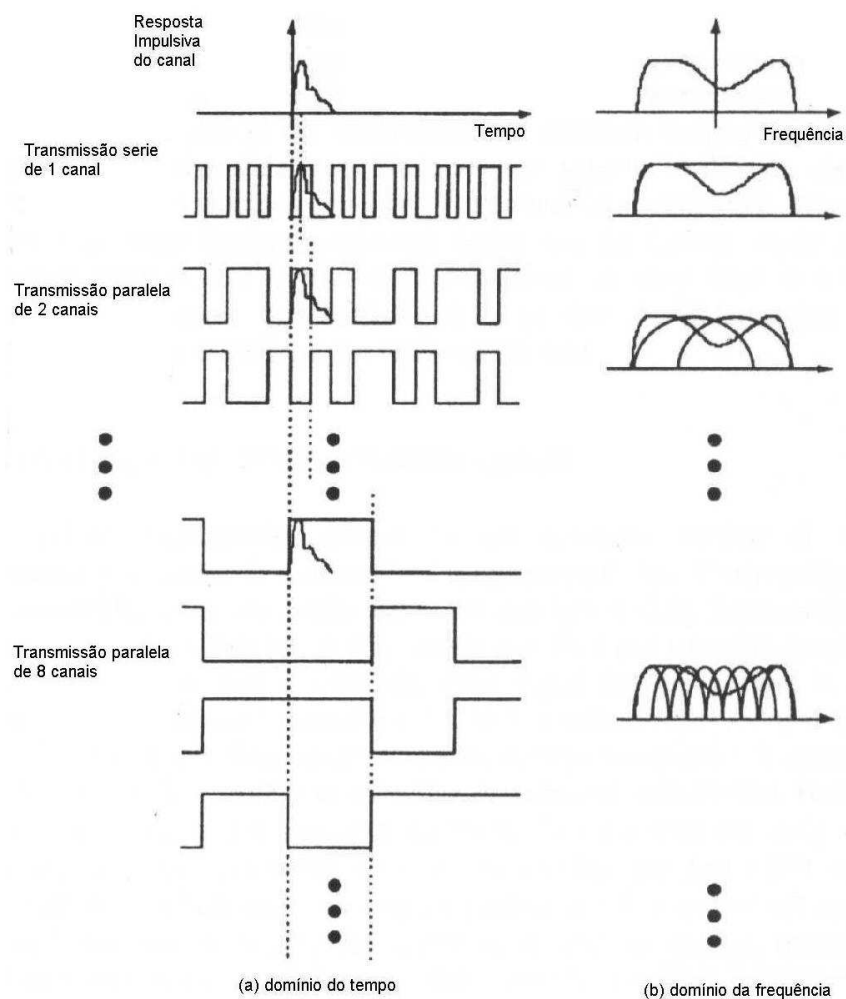 Resposta
Impulsiva
do canal
Tempo
Frequência
Transmissão serie
de 1 canal
Transmissão paralela
de 2 canais
Transmissão paralela
de 8 canais
(a) domínio do tempo
(b) domínio da frequência